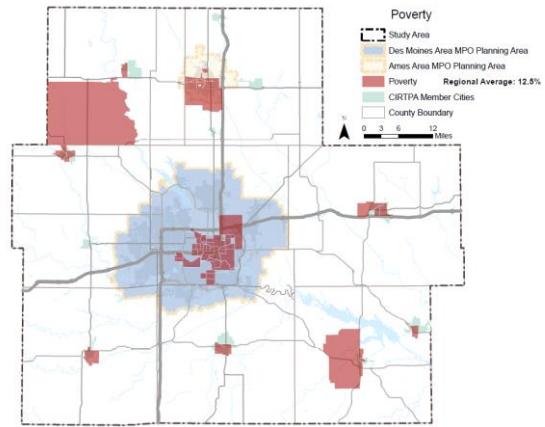 Poverty
Study Area
Des Moines Area MPO Planning Area
Ames Area MPO Planning Area
Poverty Regional Average: 12.5%
CIRTPA Member Cities
County Boundary
0 3 6 12
Miles